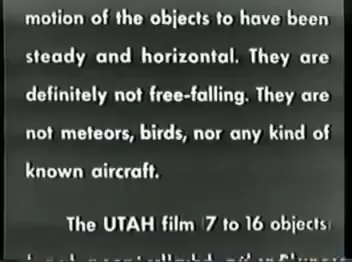 motion of the objects to have been
steady and horizontal. They are
definitely not free-falling. They are
not meteors, birds, nor any kind of
known aircraft.
The UTAH film (7 to 16 objects)